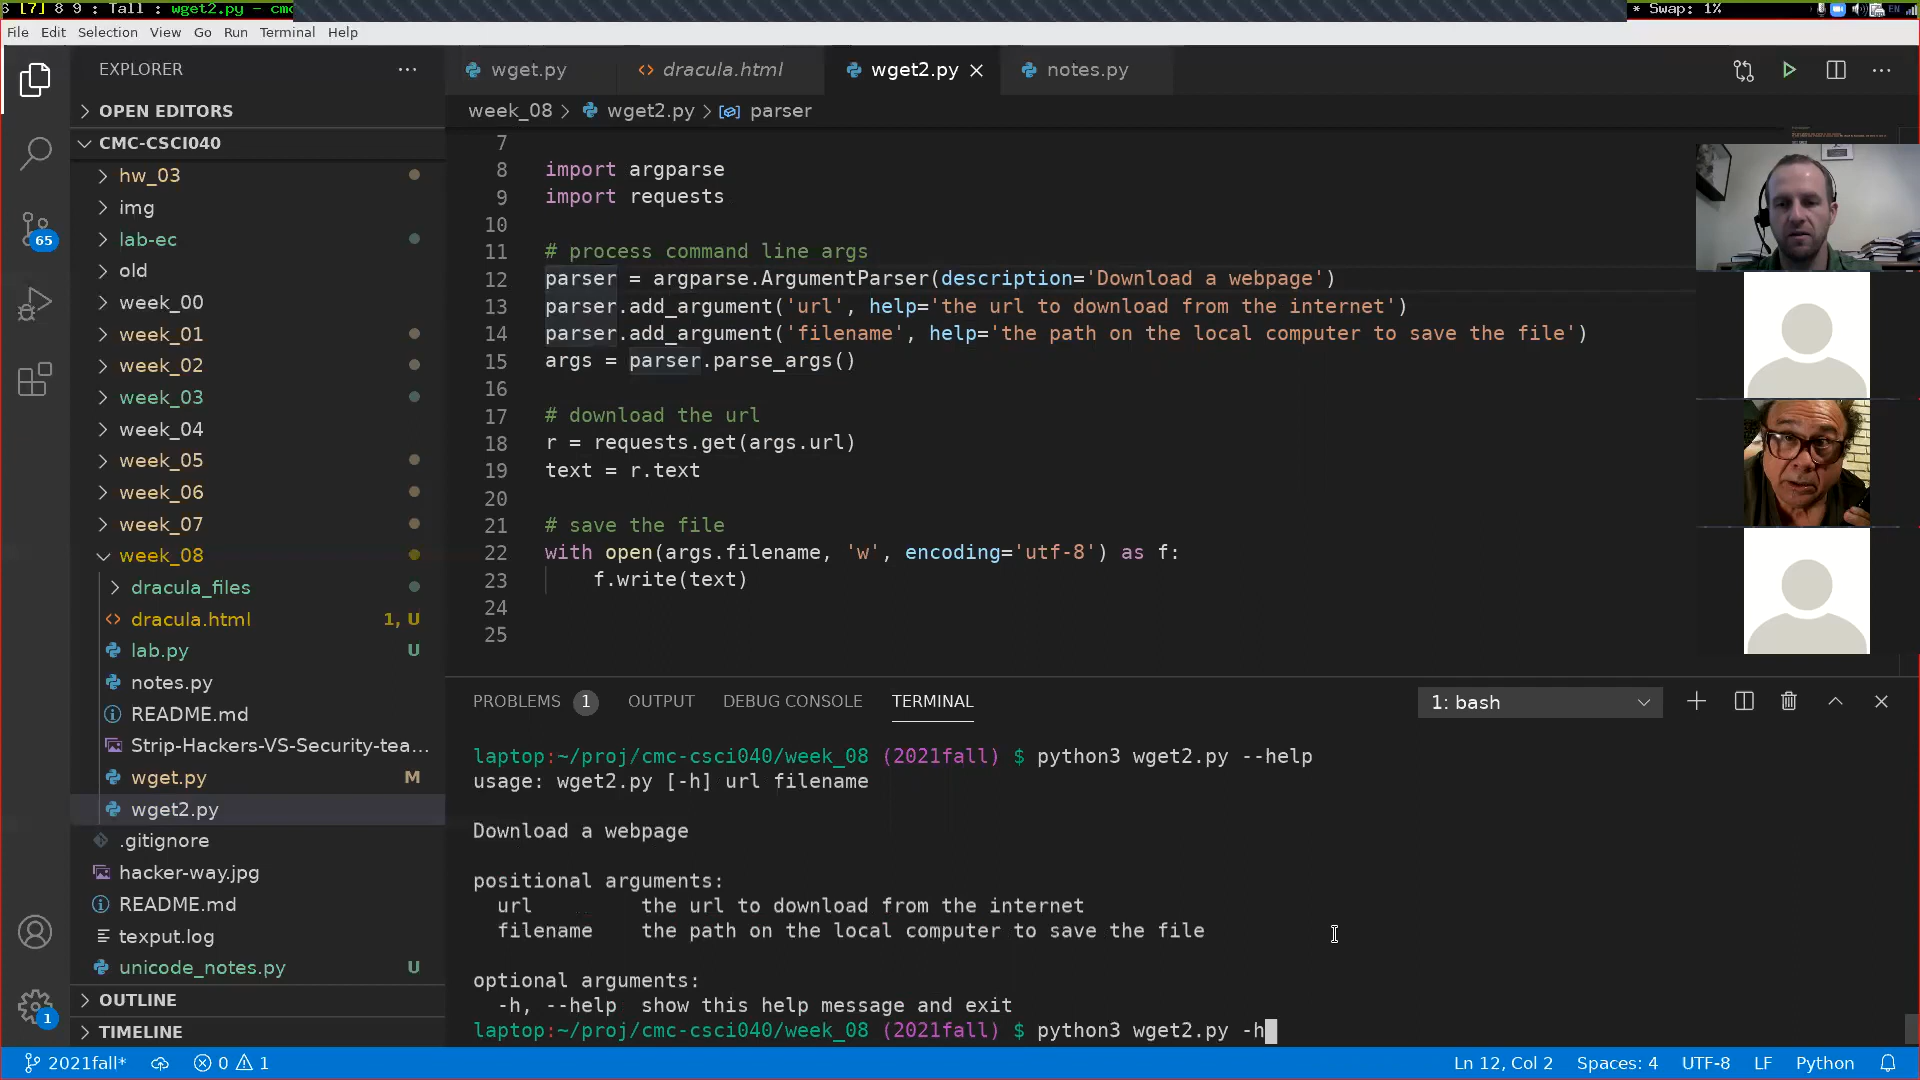 6 [7] 8 9 : Tall : wget2.py - cmc
* Swap: 1%
EN
File Edit Selection View Go Run Terminal Help
EXPLORER
wget.py
dracula.html
wget2.py
notes.py
OPEN EDITORS
week_08 > wget2.py > parser
CMC-CSCI040
hw_03
img
lab-ec
old
week_00
week_01
week_02
week_03
week_04
week_05
week_06
week_07
week_08
dracula_files
dracula.html 1, U
lab.py U
notes.py
README.md
Strip-Hackers-VS-Security-tea...
wget.py M
wget2.py
.gitignore
hacker-way.jpg
README.md
texput.log
unicode_notes.py U
OUTLINE
TIMELINE
65
1
7
8 import argparse
9 import requests
10
11 # process command line args
12 parser = argparse.ArgumentParser(description='Download a webpage')
13 parser.add_argument('url', help='the url to download from the internet')
14 parser.add_argument('filename', help='the path on the local computer to save the file')
15 args = parser.parse_args()
16
17 # download the url
18 r = requests.get(args.url)
19 text = r.text
20
21 # save the file
22 with open(args.filename, 'w', encoding='utf-8') as f:
23     f.write(text)
24
25
PROBLEMS 1 OUTPUT DEBUG CONSOLE TERMINAL
1: bash
laptop:~/proj/cmc-csci040/week_08 (2021fall) $ python3 wget2.py --help
usage: wget2.py [-h] url filename
Download a webpage
positional arguments:
  url         the url to download from the internet
  filename    the path on the local computer to save the file
optional arguments:
  -h, --help  show this help message and exit
laptop:~/proj/cmc-csci040/week_08 (2021fall) $ python3 wget2.py -h
2021fall* 0 1
Ln 12, Col 2 Spaces: 4 UTF-8 LF Python